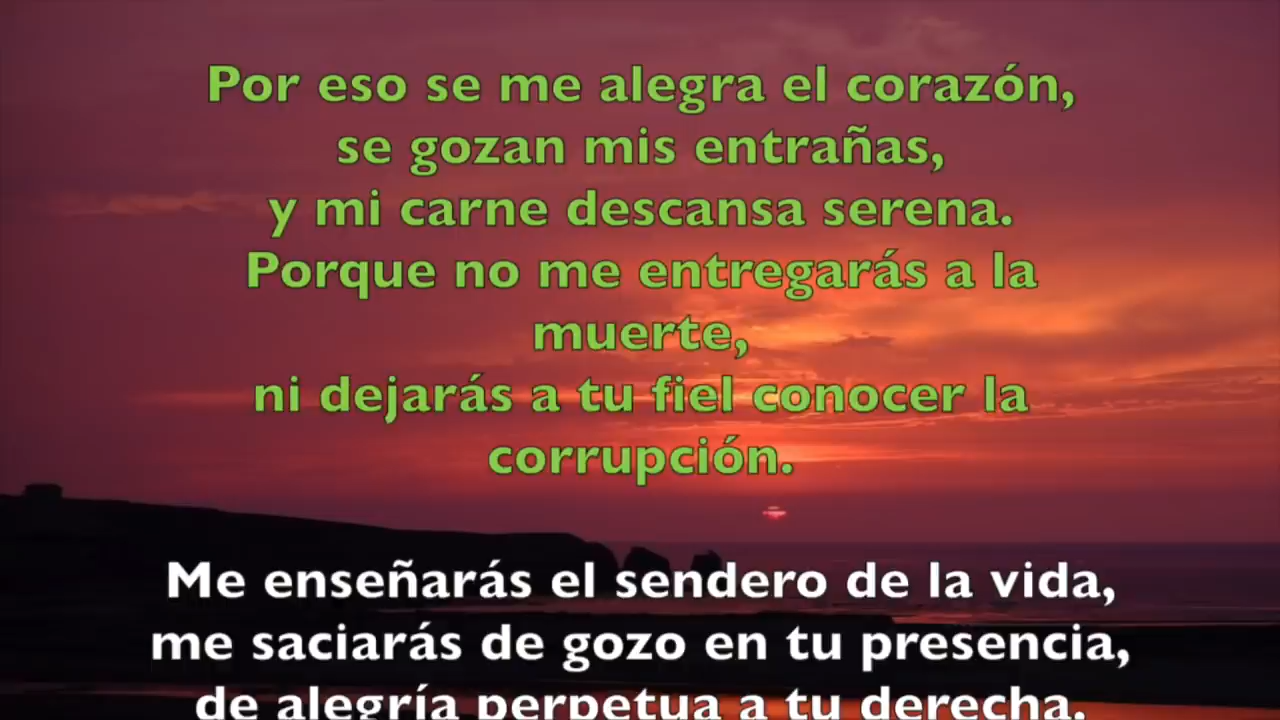 Por eso se me alegra el corazón,
se gozan mis entrañas,
y mi carne descansa serena.
Porque no me entregarás a la
muerte,
ni dejarás a tu fiel conocer la
corrupción.
Me enseñarás el sendero de la vida,
me saciarás de gozo en tu presencia,
de alegría perpetua a tu derecha.